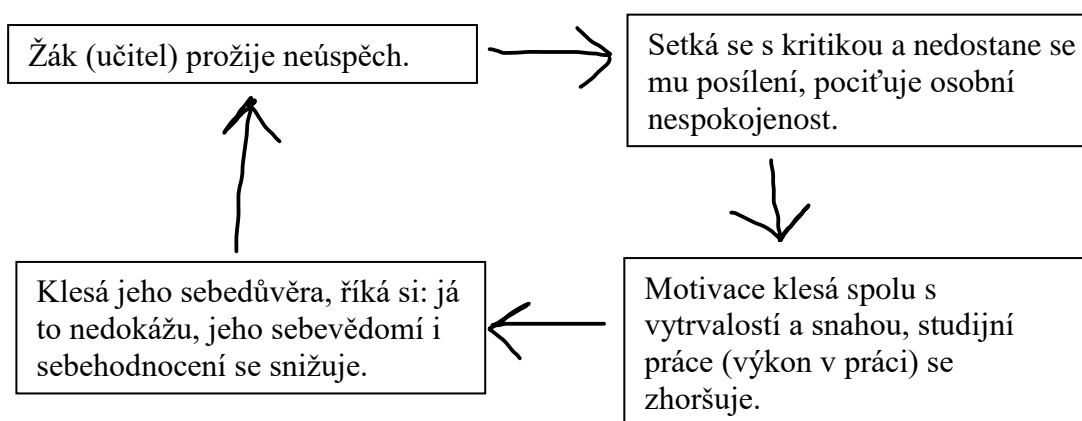 Žák (učitel) prožije neúspěch.
Setká se s kritikou a nedostane se
mu posílení, pociťuje osobní
nespokojenost.
Motivace klesá spolu s
vytrvalostí a snahou, studijní
práce (výkon v práci) se
zhoršuje.
Klesá jeho sebedůvěra, říká si: já
to nedokážu, jeho sebevědomí i
sebehodnocení se snižuje.